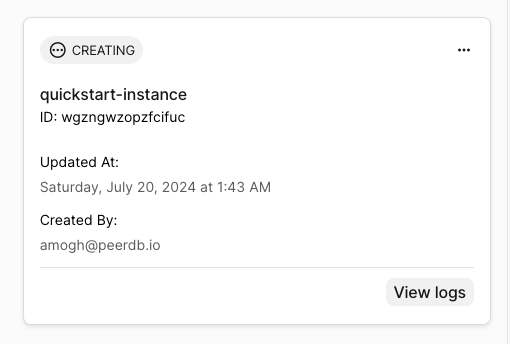 CREATING
quickstart-instance
ID: wgzngwzopzfcifuc
Updated At:
Saturday, July 20, 2024 at 1:43 AM
Created By:
amogh@peerdb.io
View logs